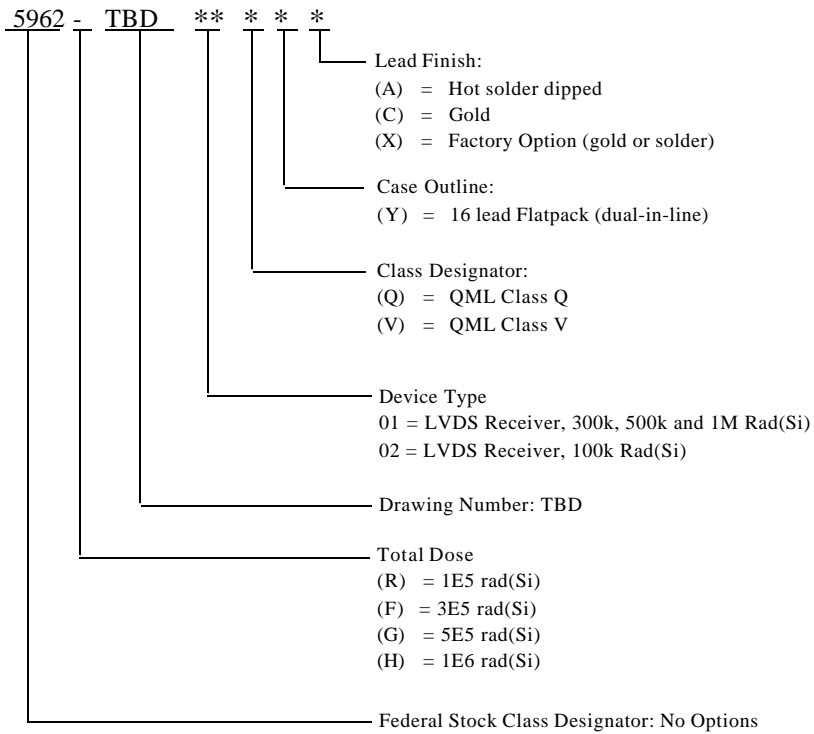 5962 - TBD ** * * *
Lead Finish:
(A) = Hot solder dipped
(C) = Gold
(X) = Factory Option (gold or solder)
Case Outline:
(Y) = 16 lead Flatpack (dual-in-line)
Class Designator:
(Q) = QML Class Q
(V) = QML Class V
Device Type
01 = LVDS Receiver, 300k, 500k and 1M Rad(Si)
02 = LVDS Receiver, 100k Rad(Si)
Drawing Number: TBD
Total Dose
(R) = 1E5 rad(Si)
(F) = 3E5 rad(Si)
(G) = 5E5 rad(Si)
(H) = 1E6 rad(Si)
Federal Stock Class Designator: No Options